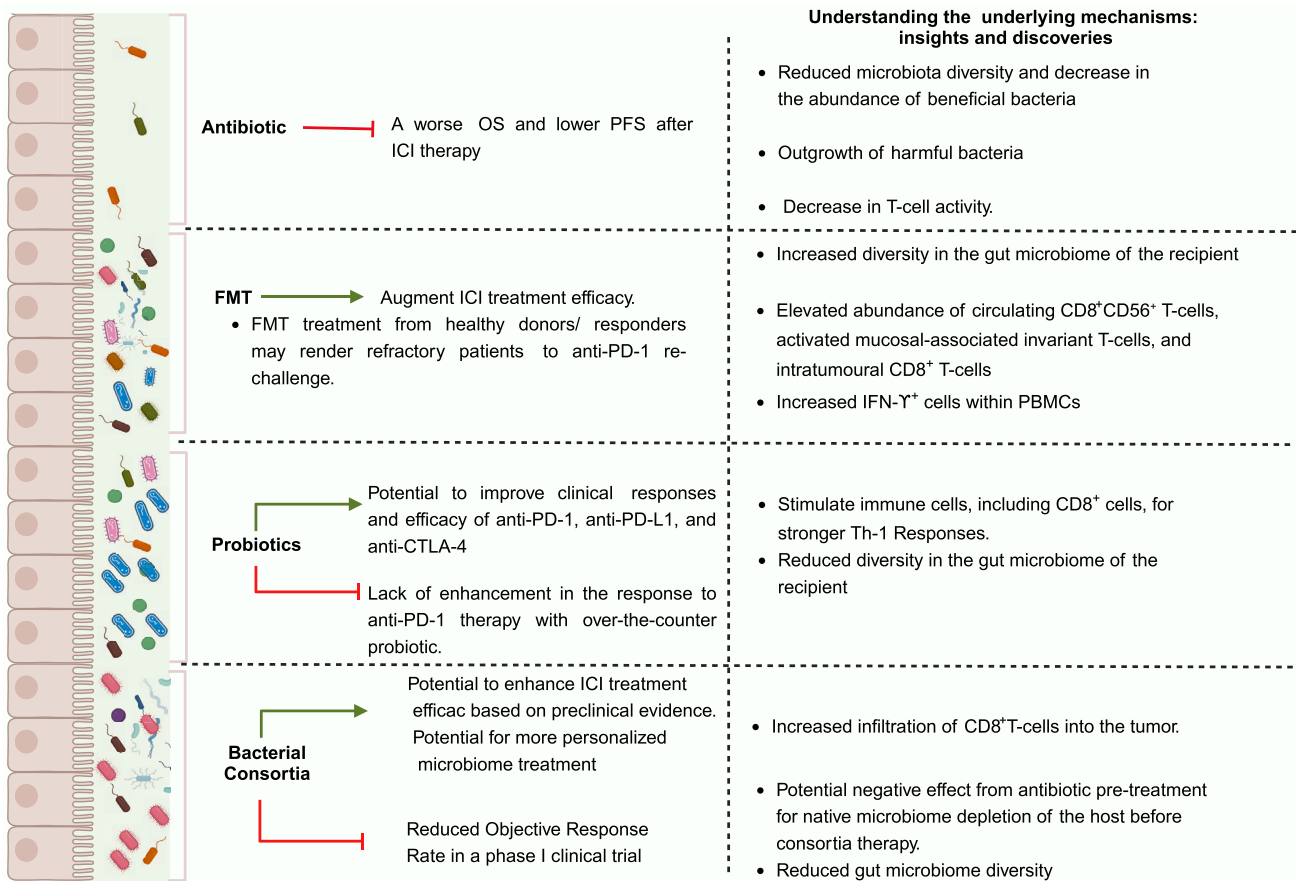 Understanding the underlying mechanisms:
insights and discoveries
Antibiotic
A worse OS and lower PFS after
ICI therapy
• Reduced microbiota diversity and decrease in
the abundance of beneficial bacteria
• Outgrowth of harmful bacteria
• Decrease in T-cell activity.
FMT
Augment ICI treatment efficacy.
• FMT treatment from healthy donors/ responders
may render refractory patients to anti-PD-1 re-
challenge.
• Increased diversity in the gut microbiome of the recipient
• Elevated abundance of circulating CD8⁺CD56⁺ T-cells,
activated mucosal-associated invariant T-cells, and
intratumoural CD8⁺ T-cells
• Increased IFN-ϒ⁺ cells within PBMCs
Probiotics
Potential to improve clinical responses
and efficacy of anti-PD-1, anti-PD-L1, and
anti-CTLA-4
Lack of enhancement in the response to
anti-PD-1 therapy with over-the-counter
probiotic.
• Stimulate immune cells, including CD8⁺ cells, for
stronger Th-1 Responses.
• Reduced diversity in the gut microbiome of the
recipient
Bacterial
Consortia
Potential to enhance ICI treatment
efficac based on preclinical evidence.
Potential for more personalized
microbiome treatment
Reduced Objective Response
Rate in a phase I clinical trial
• Increased infiltration of CD8⁺T-cells into the tumor.
• Potential negative effect from antibiotic pre-treatment
for native microbiome depletion of the host before
consortia therapy.
• Reduced gut microbiome diversity